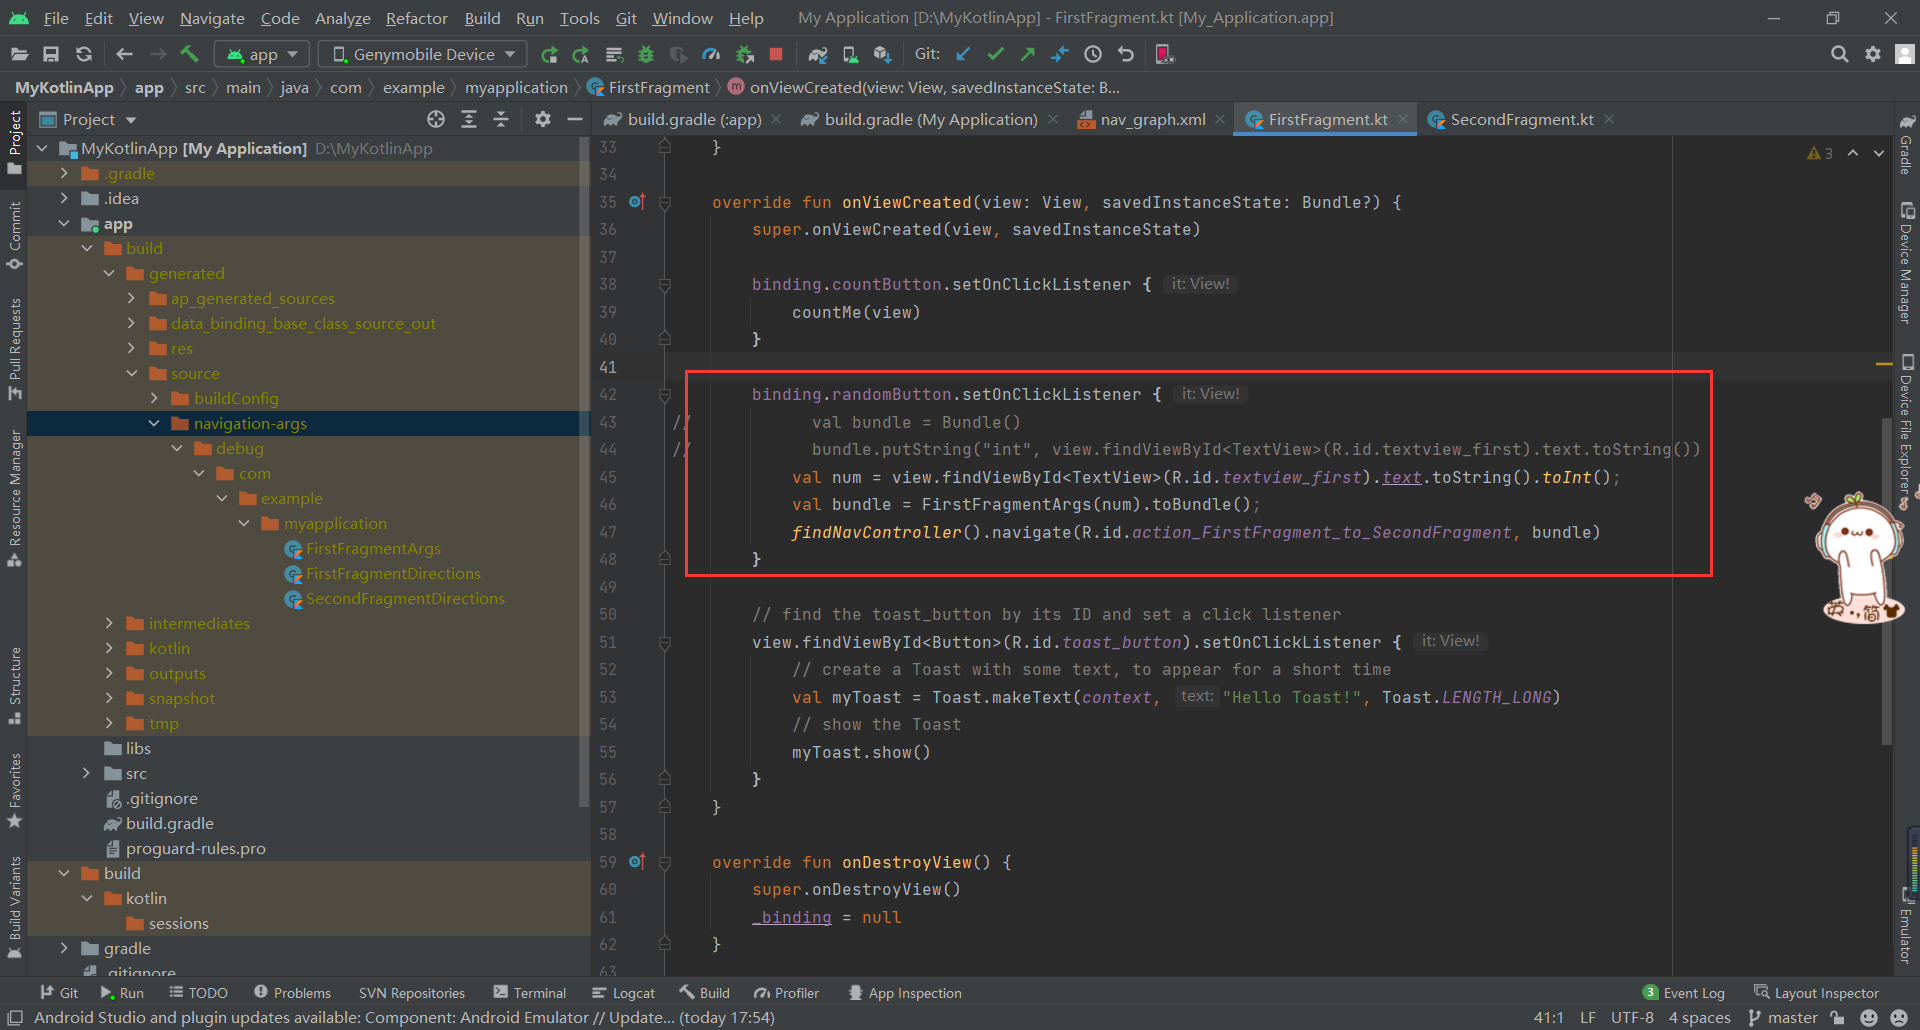 File Edit View Navigate Code Analyze Refactor Build Run Tools Git Window Help My Application [D:\MyKotlinApp] - FirstFragment.kt [My_Application.app]
app Genymobile Device Git:
MyKotlinApp app src main java com example myapplication FirstFragment onViewCreated(view: View, savedInstanceState: B...
Project
build.gradle (:app) build.gradle (My Application) nav_graph.xml FirstFragment.kt SecondFragment.kt
Project
Commit
Pull Requests
Resource Manager
Structure
Favorites
Build Variants
MyKotlinApp [My Application] D:\MyKotlinApp
.gradle
.idea
app
build
generated
ap_generated_sources
data_binding_base_class_source_out
res
source
buildConfig
navigation-args
debug
com
example
myapplication
FirstFragmentArgs
FirstFragmentDirections
SecondFragmentDirections
intermediates
kotlin
outputs
snapshot
tmp
libs
src
.gitignore
build.gradle
proguard-rules.pro
build
kotlin
sessions
gradle
.gitignore
3
33 }
34
35 override fun onViewCreated(view: View, savedInstanceState: Bundle?) {
36 super.onViewCreated(view, savedInstanceState)
37
38 binding.countButton.setOnClickListener { it: View!
39 countMe(view)
40 }
41
42 binding.randomButton.setOnClickListener { it: View!
43 // val bundle = Bundle()
44 // bundle.putString("int", view.findViewById<TextView>(R.id.textview_first).text.toString())
45 val num = view.findViewById<TextView>(R.id.textview_first).text.toString().toInt();
46 val bundle = FirstFragmentArgs(num).toBundle();
47 findNavController().navigate(R.id.action_FirstFragment_to_SecondFragment, bundle)
48 }
49
50 // find the toast_button by its ID and set a click listener
51 view.findViewById<Button>(R.id.toast_button).setOnClickListener { it: View!
52 // create a Toast with some text, to appear for a short time
53 val myToast = Toast.makeText(context, text: "Hello Toast!", Toast.LENGTH_LONG)
54 // show the Toast
55 myToast.show()
56 }
57 }
58
59 override fun onDestroyView() {
60 super.onDestroyView()
61 _binding = null
62 }
63
Gradle
Device Manager
Device File Explorer
Emulator
英 ·, 简
Git Run TODO Problems SVN Repositories Terminal Logcat Build Profiler App Inspection 3 Event Log Layout Inspector
Android Studio and plugin updates available: Component: Android Emulator // Update... (today 17:54) 41:1 LF UTF-8 4 spaces master